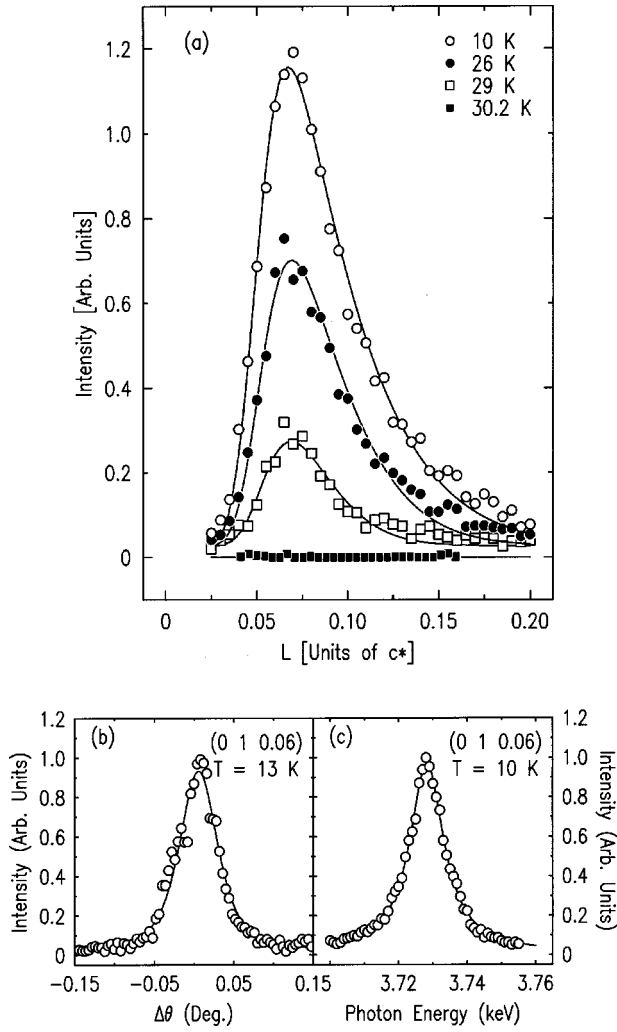 (a)
10 K
26 K
29 K
30.2 K
Intensity [Arb. Units]
1.2
1.0
0.8
0.6
0.4
0.2
0
0 0.05 0.10 0.15 0.20
L [Units of c*]
(b)
(0 1 0.06)
T = 13 K
Intensity (Arb. Units)
1.2
1.0
0.8
0.6
0.4
0.2
0
-0.15 -0.05 0.05 0.15
Δθ (Deg.)
(c)
(0 1 0.06)
T = 10 K
1.2
1.0
0.8
0.6
0.4
0.2
0
Intensity (Arb. Units)
3.72 3.74 3.76
Photon Energy (keV)